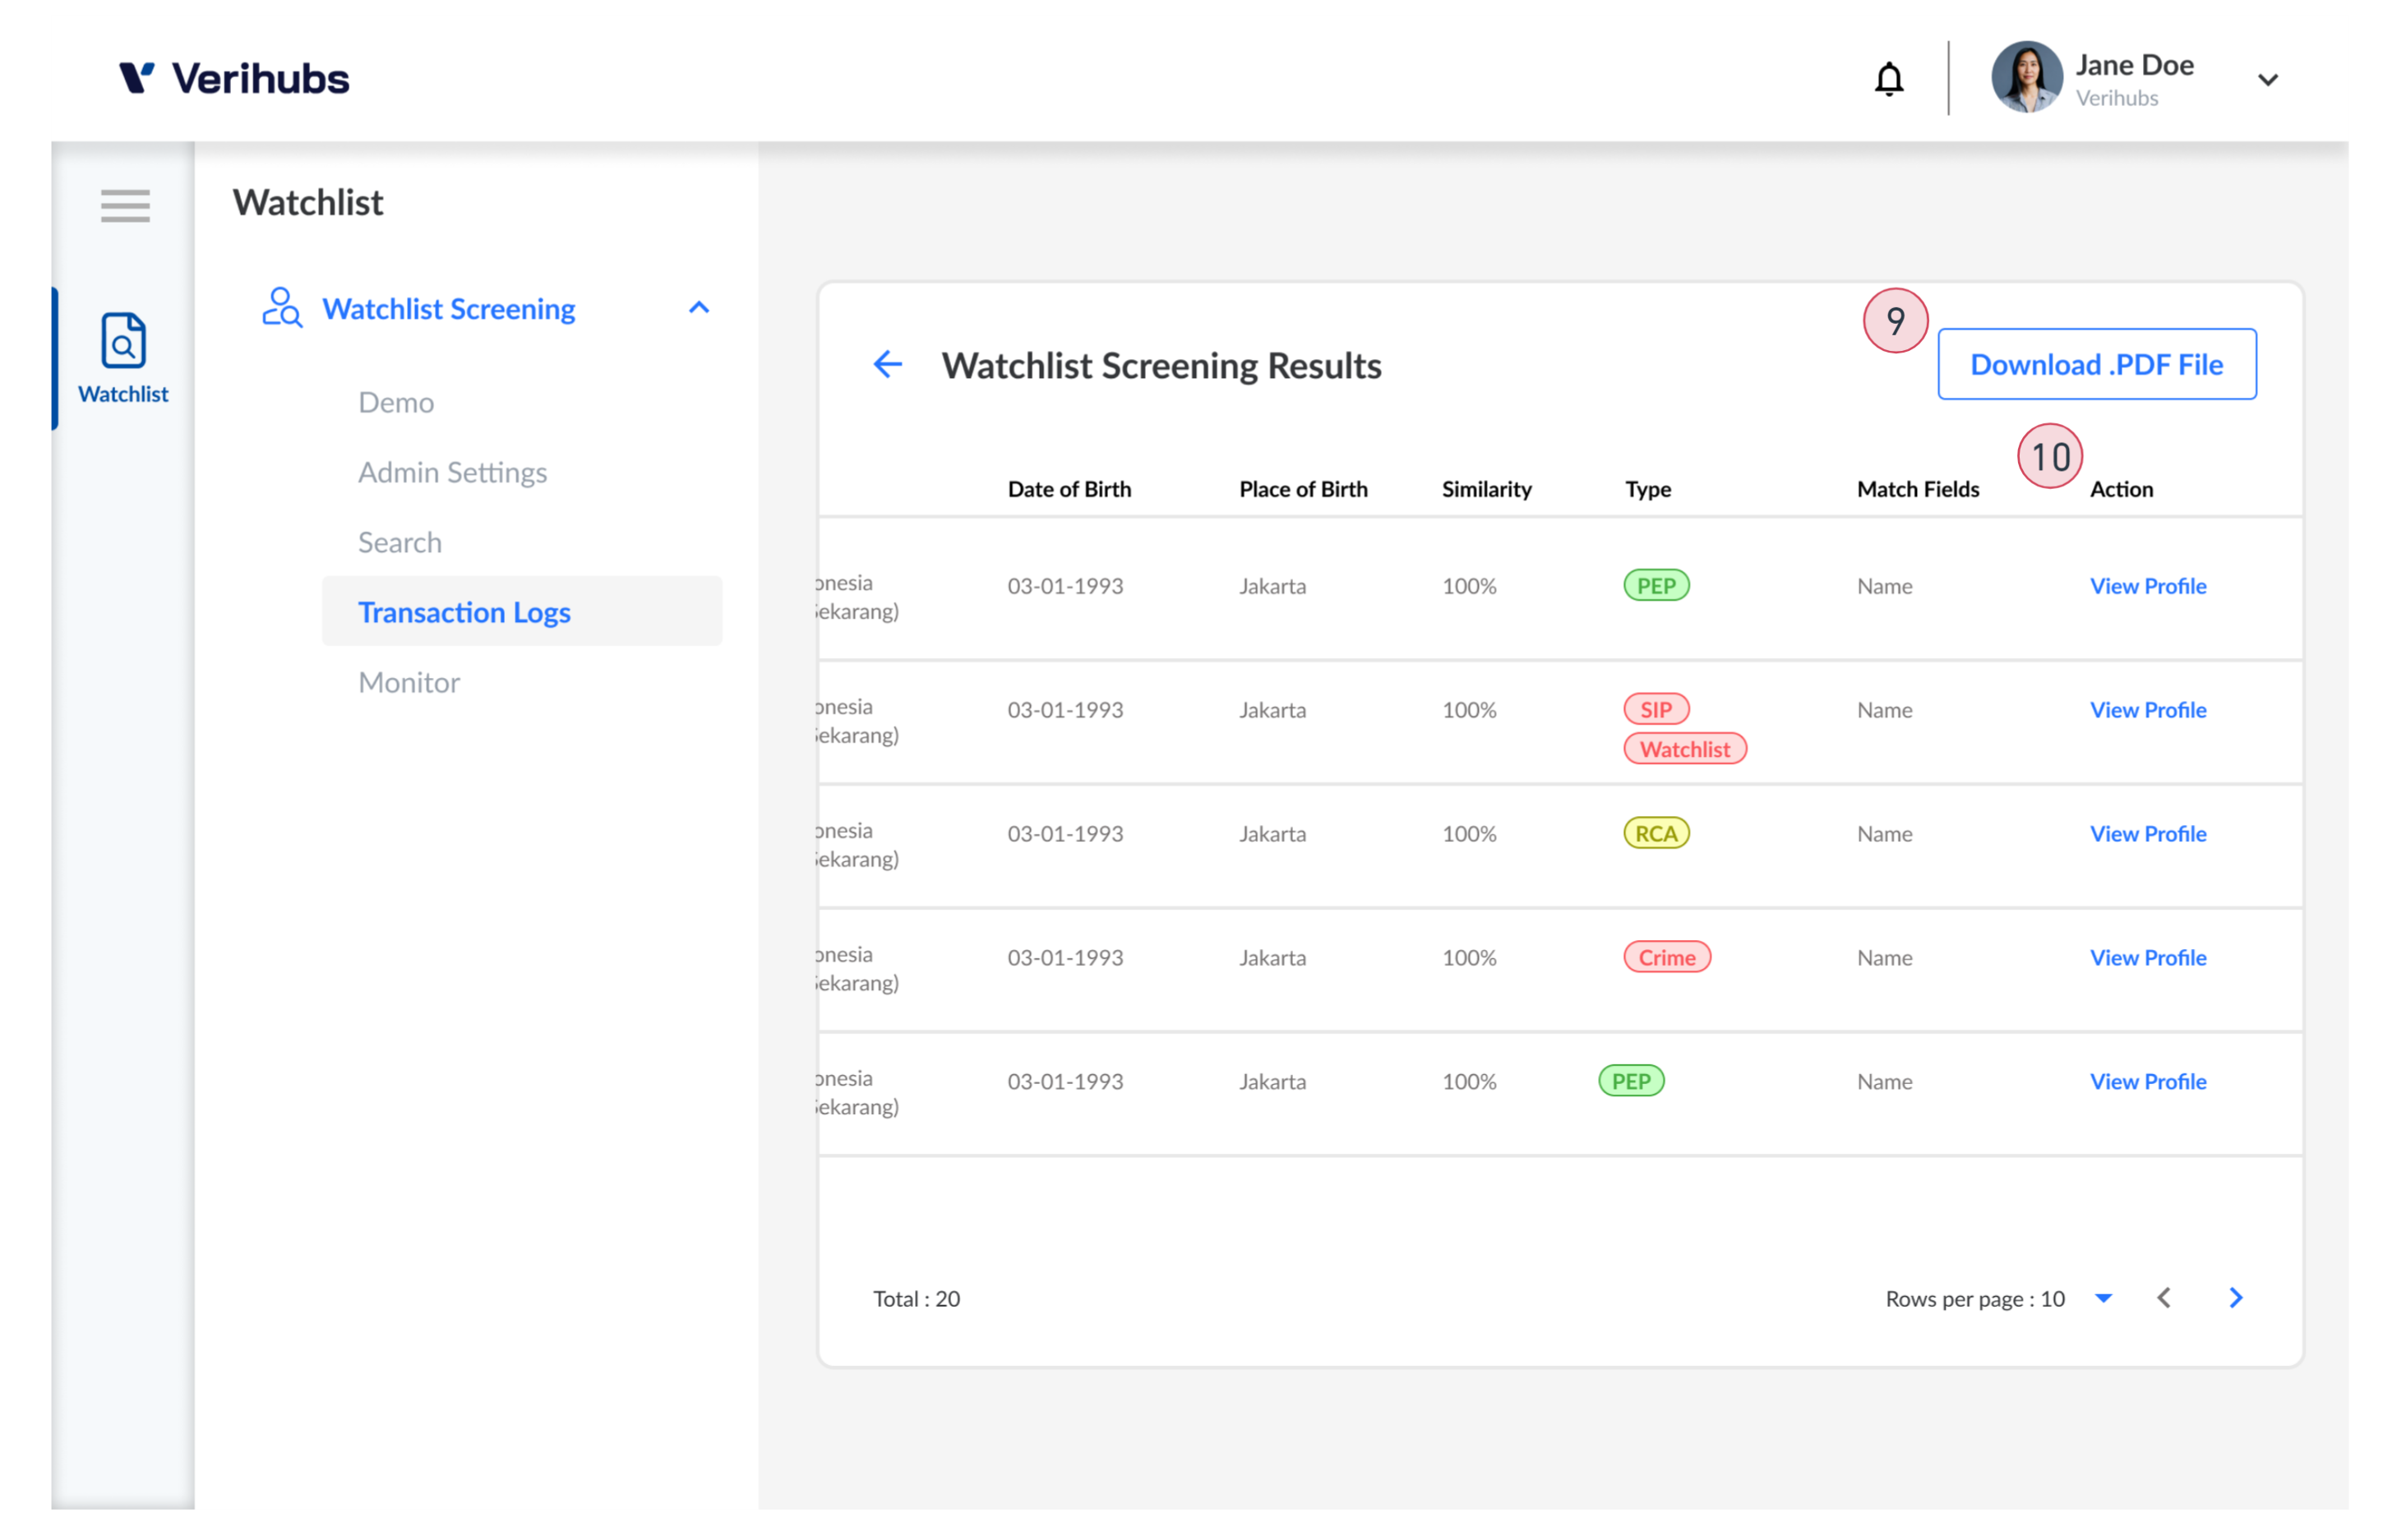 Verihubs
Jane Doe
Verihubs
Watchlist
Watchlist
Watchlist Screening
Demo
Admin Settings
Search
Transaction Logs
Monitor
Watchlist Screening Results
9
Download .PDF File
10
Date of Birth Place of Birth Similarity Type Match Fields Action
onesia
03-01-1993 Jakarta 100% PEP Name View Profile
ekarang)
onesia
03-01-1993 Jakarta 100% SIP Name View Profile
ekarang)
Watchlist
onesia
03-01-1993 Jakarta 100% RCA Name View Profile
ekarang)
onesia
03-01-1993 Jakarta 100% Crime Name View Profile
ekarang)
onesia
03-01-1993 Jakarta 100% PEP Name View Profile
ekarang)
Total : 20
Rows per page : 10